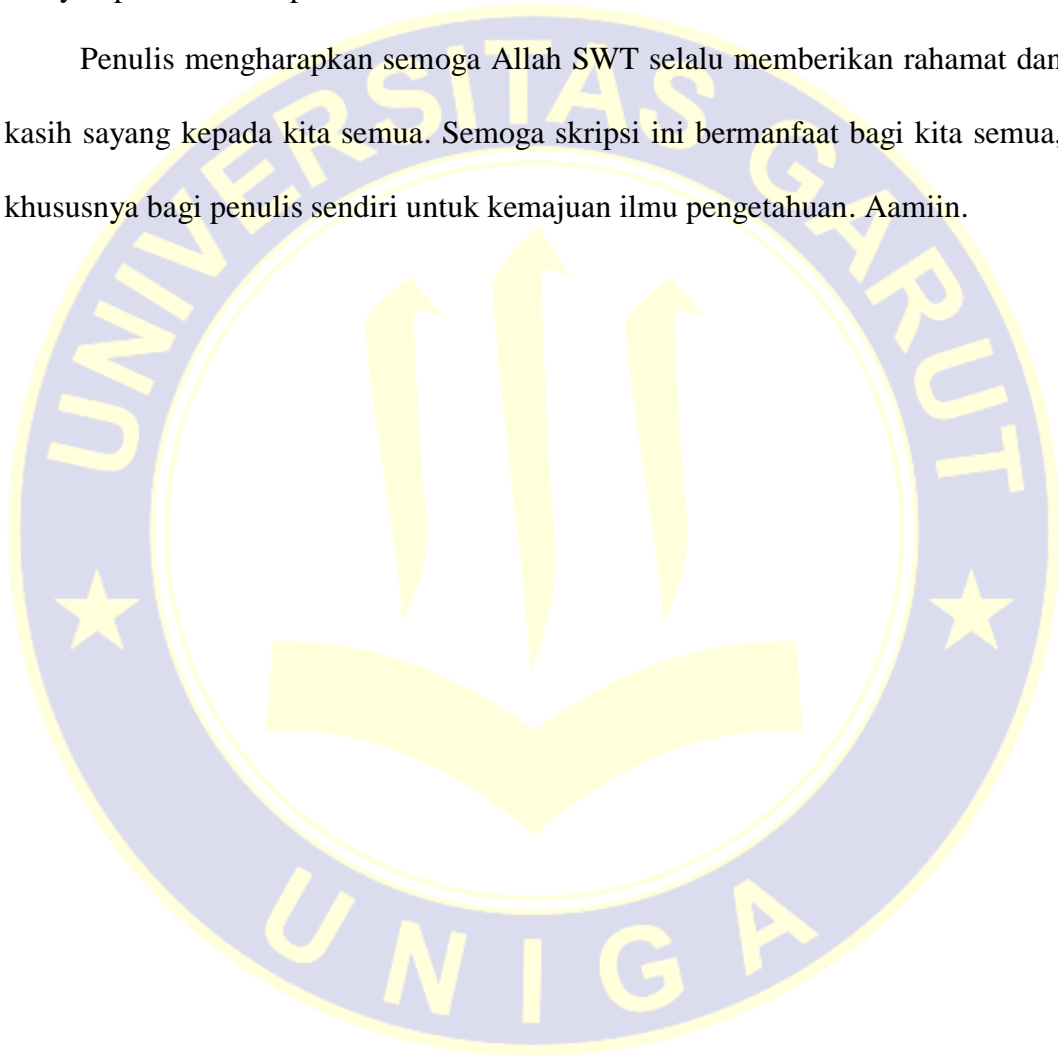 Penulis mengharapkan semoga Allah SWT selalu memberikan rahamat dan
kasih sayang kepada kita semua. Semoga skripsi ini bermanfaat bagi kita semua,
khususnya bagi penulis sendiri untuk kemajuan ilmu pengetahuan. Aamiin.
UNIVERSITAS GARUT
UNIGA